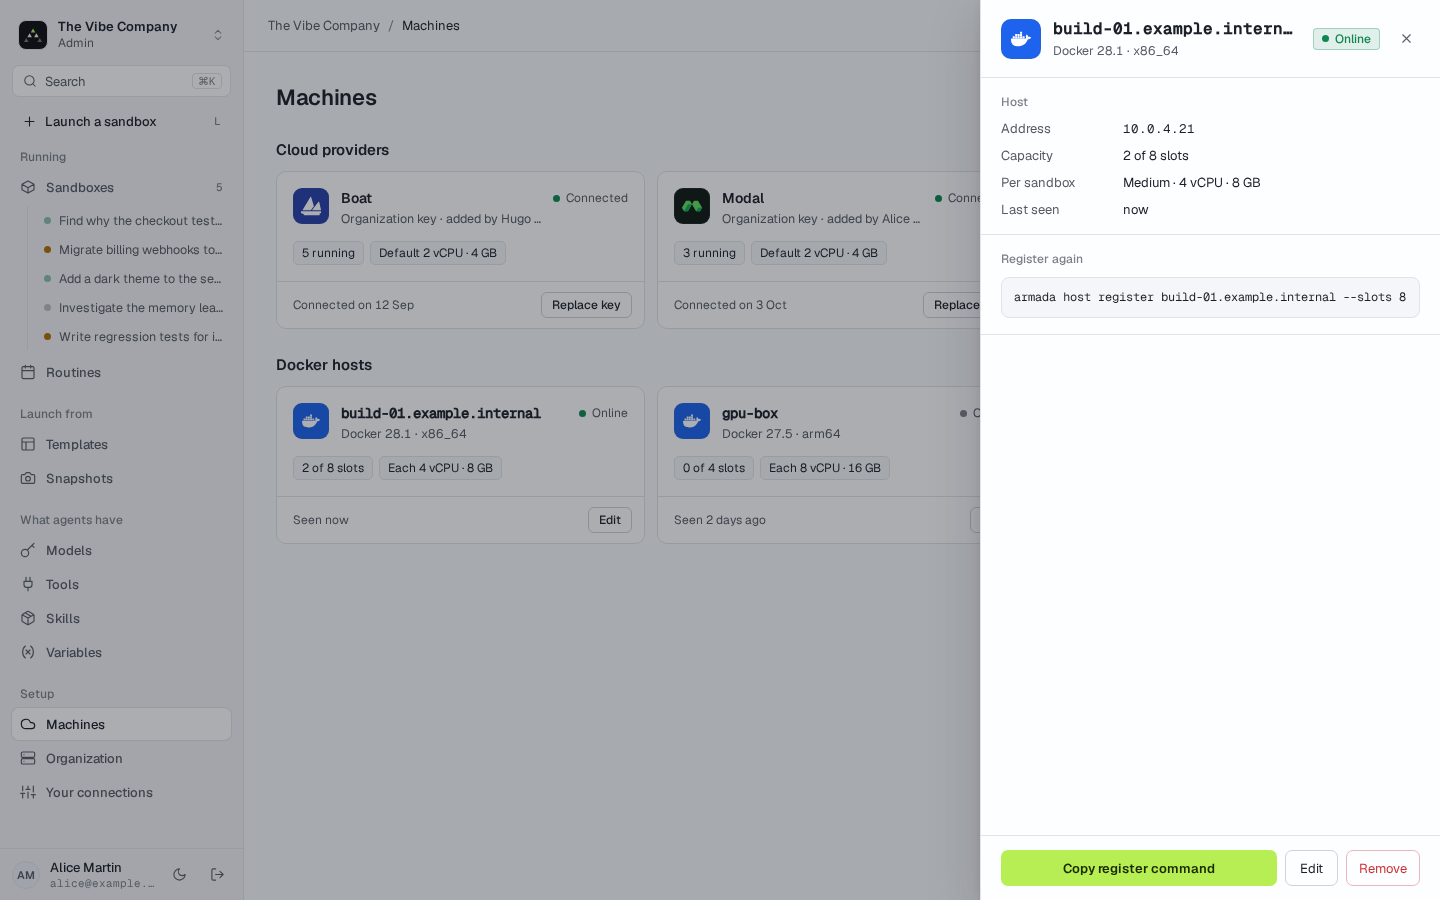 The Vibe Company
Admin
Search ⌘K
Launch a sandbox L
Running
Sandboxes 5
Find why the checkout test…
Migrate billing webhooks to…
Add a dark theme to the se…
Investigate the memory lea…
Write regression tests for i…
Routines
Launch from
Templates
Snapshots
What agents have
Models
Tools
Skills
Variables
Setup
Machines
Organization
Your connections
AM
Alice Martin
alice@example.…
The Vibe Company / Machines
Machines
Cloud providers
Boat
Connected
Organization key · added by Hugo …
5 running
Default 2 vCPU · 4 GB
Connected on 12 Sep
Replace key
Modal
Organization key · added by Alice …
3 running
Default 2 vCPU · 4 GB
Connected on 3 Oct
Docker hosts
build-01.example.internal
Online
Docker 28.1 · x86_64
2 of 8 slots
Each 4 vCPU · 8 GB
Seen now
Edit
gpu-box
Docker 27.5 · arm64
0 of 4 slots
Each 8 vCPU · 16 GB
Seen 2 days ago
build-01.example.intern…
Docker 28.1 · x86_64
Online
Host
Address 10.0.4.21
Capacity 2 of 8 slots
Per sandbox Medium · 4 vCPU · 8 GB
Last seen now
Register again
armada host register build-01.example.internal --slots 8
Copy register command
Edit
Remove